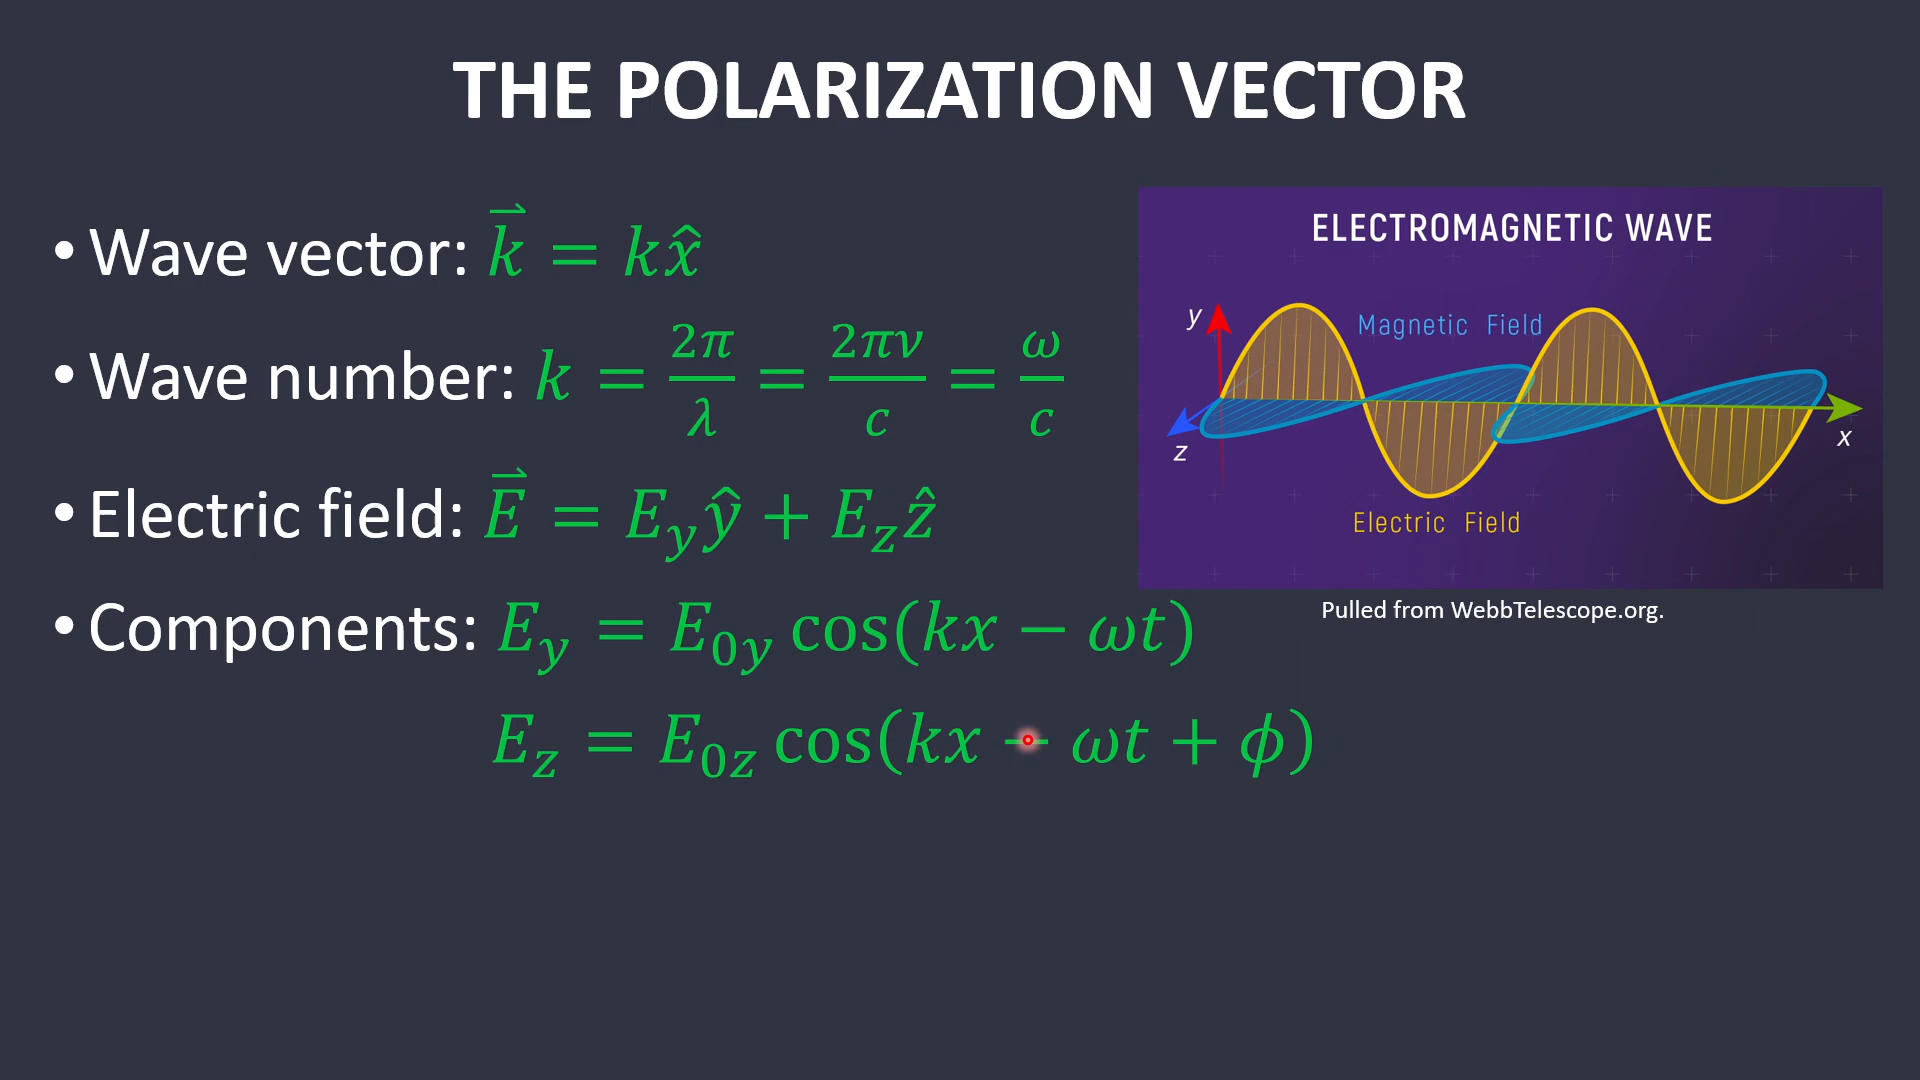 THE POLARIZATION VECTOR
• Wave vector: k⃗ = kx̂
• Wave number: k = 2π/λ = 2πν/c = ω/c
• Electric field: E⃗ = E_y ŷ + E_z ẑ
• Components: E_y = E_0y cos(kx − ωt)
E_z = E_0z cos(kx − ωt + ϕ)
ELECTROMAGNETIC WAVE
y
Magnetic Field
z
x
Electric Field
Pulled from WebbTelescope.org.